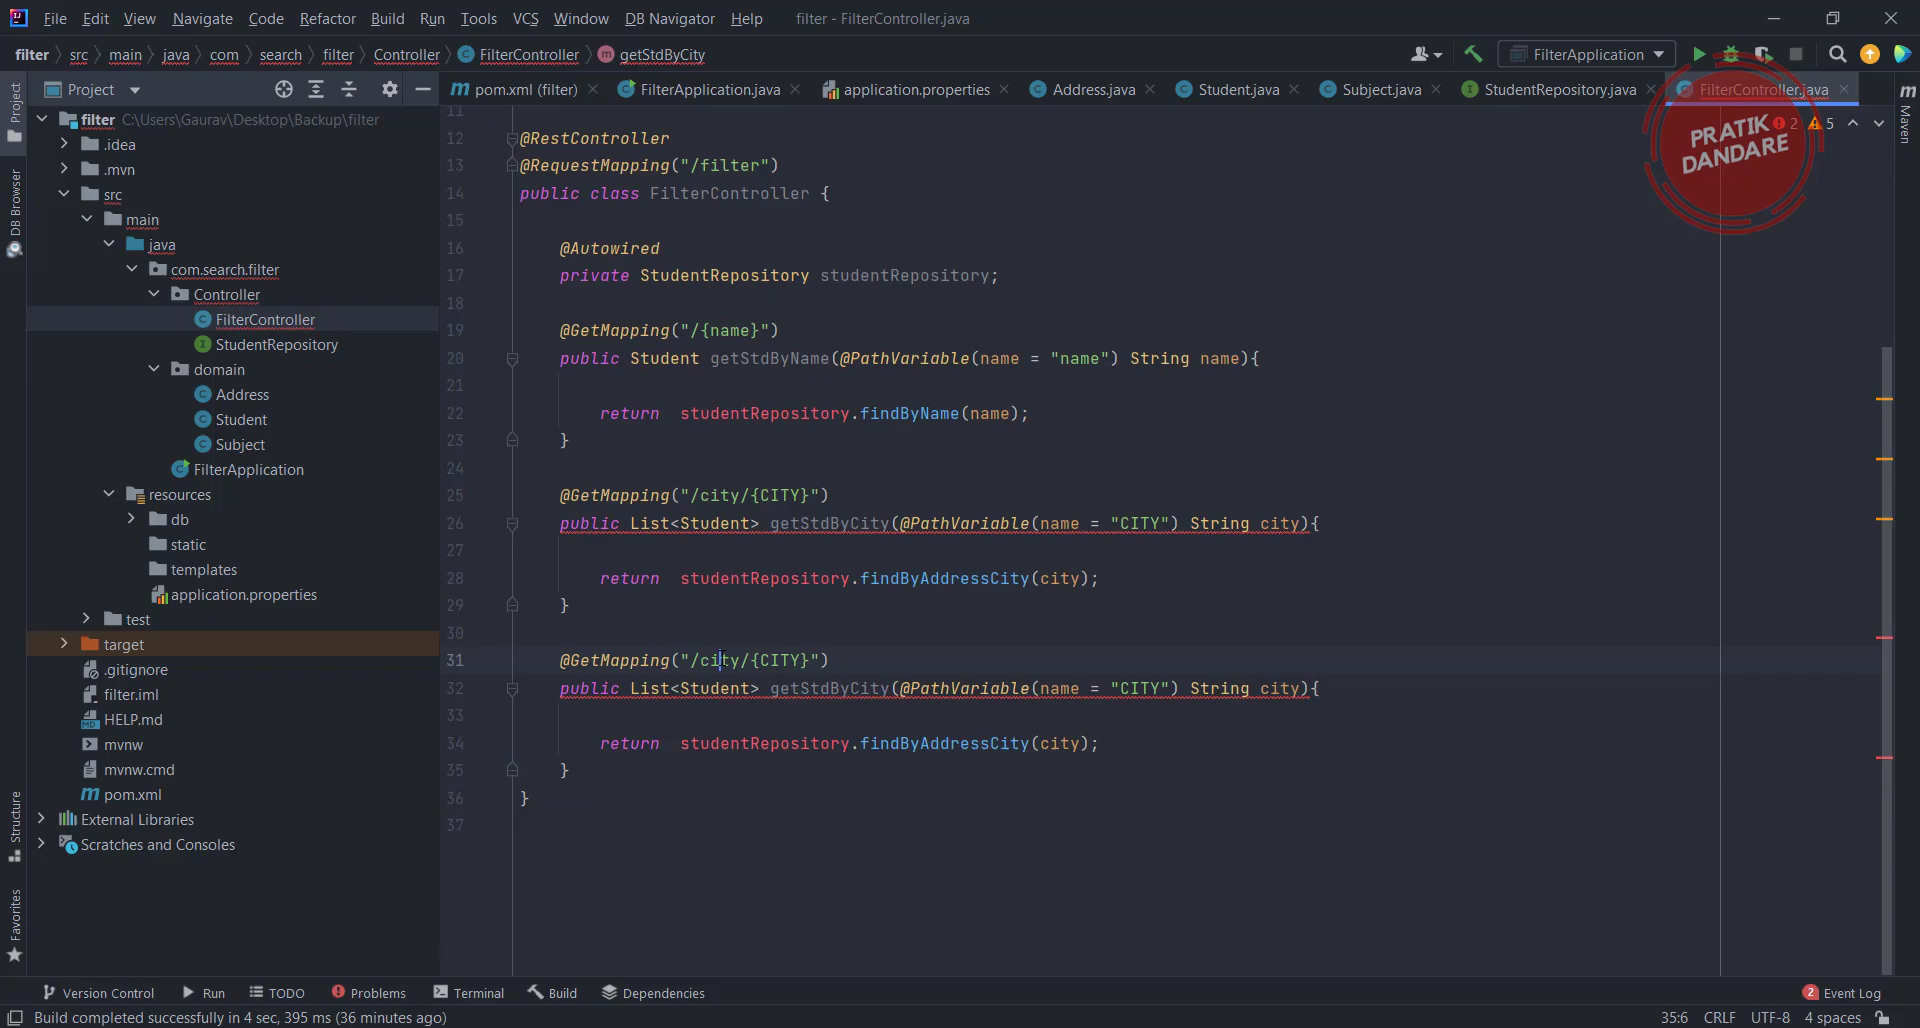 File Edit View Navigate Code Refactor Build Run Tools VCS Window DB Navigator Help filter - FilterController.java
filter src main java com search filter Controller FilterController getStdByCity FilterApplication
Project pom.xml (filter) FilterApplication.java application.properties Address.java Student.java Subject.java StudentRepository.java FilterController.java
Project
DB Browser
Structure
Favorites
Maven
filter C:\Users\Gaurav\Desktop\Backup\filter
.idea
.mvn
src
main
java
com.search.filter
Controller
FilterController
StudentRepository
domain
Address
Student
Subject
FilterApplication
resources
db
static
templates
application.properties
test
target
.gitignore
filter.iml
HELP.md
mvnw
mvnw.cmd
pom.xml
External Libraries
Scratches and Consoles
2 5
PRATIK
DANDARE
11
12 @RestController
13 @RequestMapping("/filter")
14 public class FilterController {
15
16 @Autowired
17 private StudentRepository studentRepository;
18
19 @GetMapping("/{name}")
20 public Student getStdByName(@PathVariable(name = "name") String name){
21
22 return studentRepository.findByName(name);
23 }
24
25 @GetMapping("/city/{CITY}")
26 public List<Student> getStdByCity(@PathVariable(name = "CITY") String city){
27
28 return studentRepository.findByAddressCity(city);
29 }
30
31 @GetMapping("/city/{CITY}")
32 public List<Student> getStdByCity(@PathVariable(name = "CITY") String city){
33
34 return studentRepository.findByAddressCity(city);
35 }
36 }
37
Version Control Run TODO Problems Terminal Build Dependencies 2 Event Log
Build completed successfully in 4 sec, 395 ms (36 minutes ago) 35:6 CRLF UTF-8 4 spaces